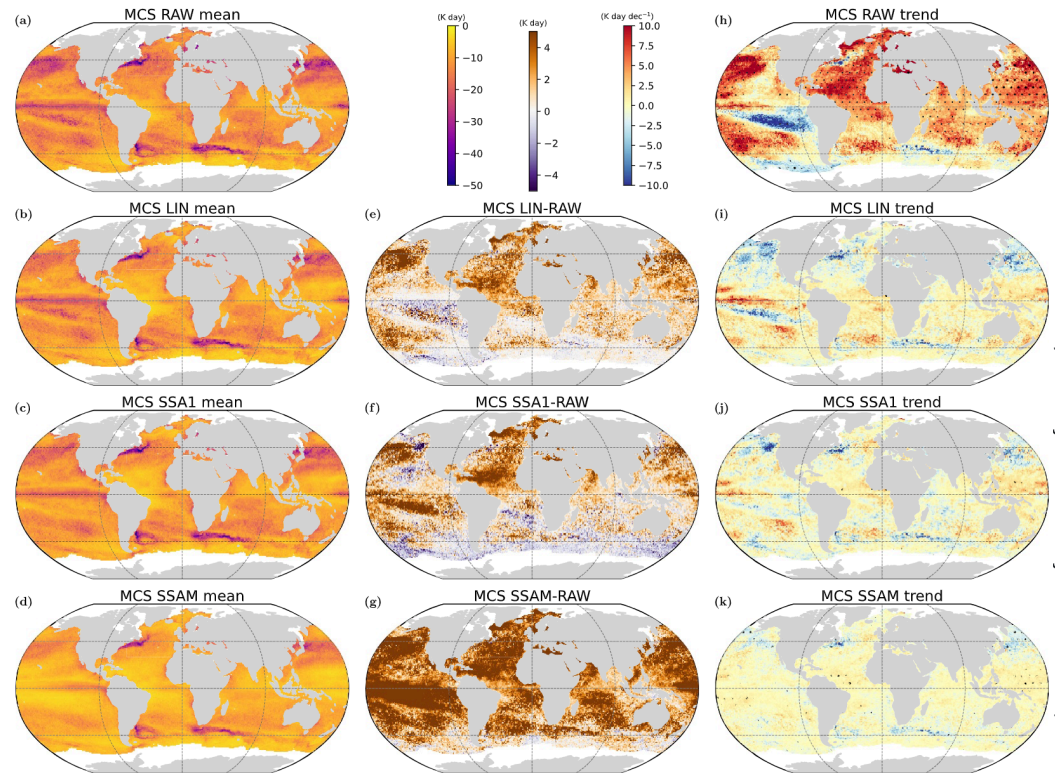 (a) MCS RAW mean
(K day)
0
−10
−20
−30
−40
−50
(K day)
4
2
0
−2
−4
(K day dec⁻¹)
10.0
7.5
5.0
2.5
0.0
−2.5
−5.0
−7.5
−10.0
(h) MCS RAW trend
(b) MCS LIN mean
(e) MCS LIN-RAW
(i) MCS LIN trend
(c) MCS SSA1 mean
(f) MCS SSA1-RAW
(j) MCS SSA1 trend
(d) MCS SSAM mean
(g) MCS SSAM-RAW
(k) MCS SSAM trend